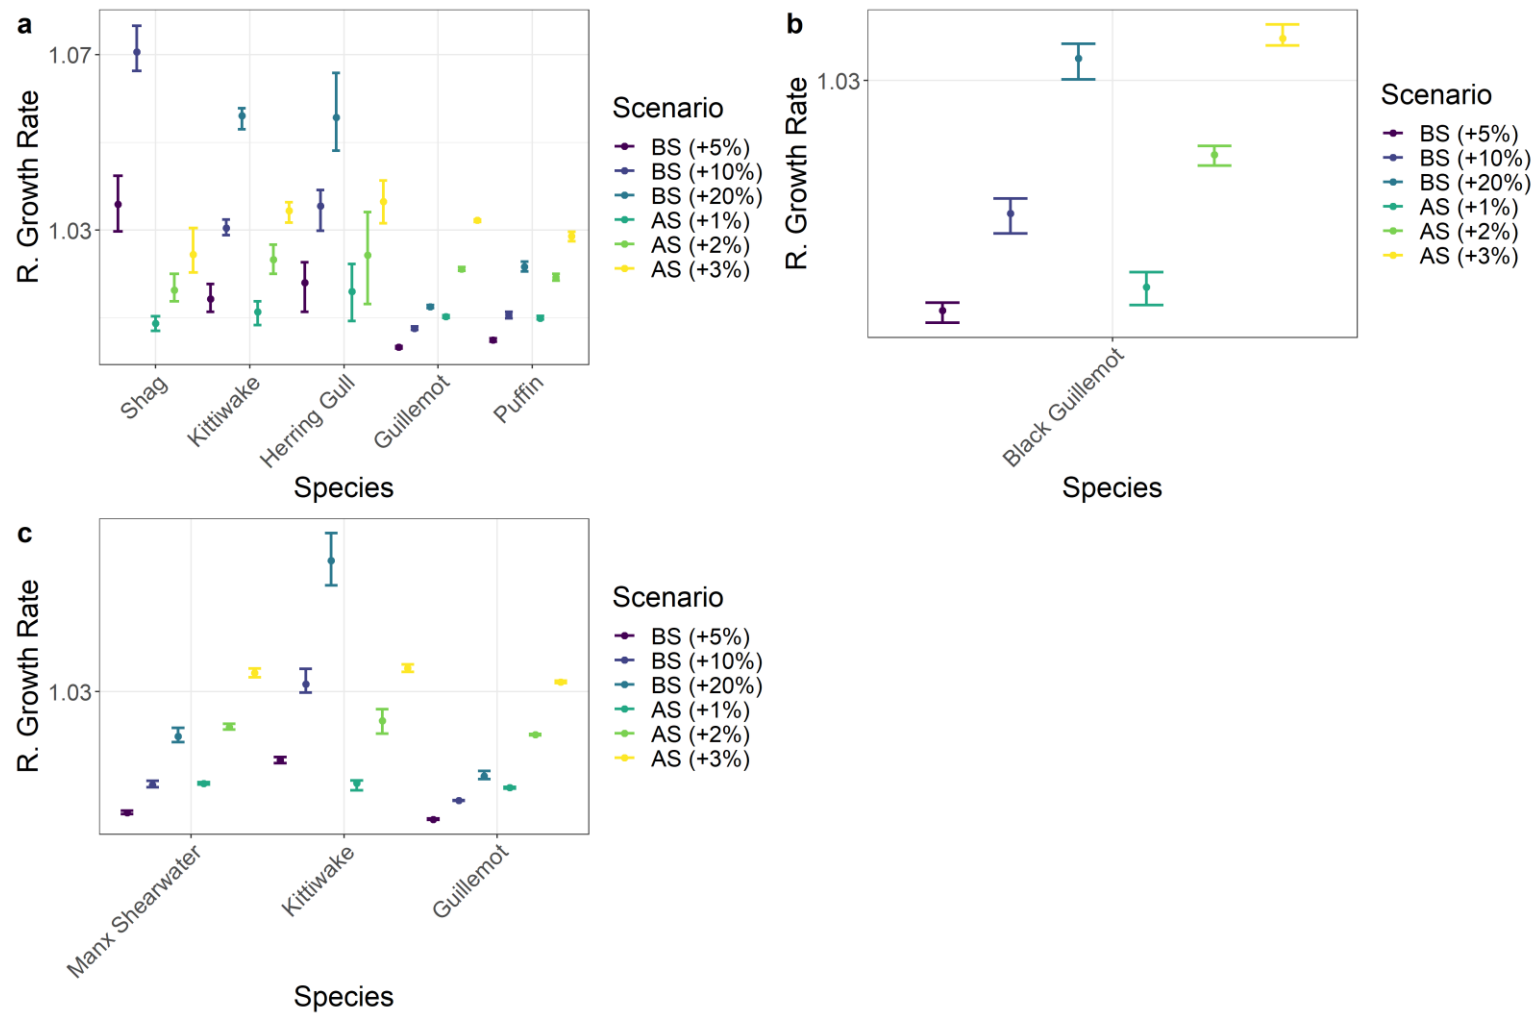 a
1.07
1.03
R. Growth Rate
Shag
Kittiwake
Herring Gull
Guillemot
Puffin
Species
Scenario
BS (+5%)
BS (+10%)
BS (+20%)
AS (+1%)
AS (+2%)
AS (+3%)
b
1.03
R. Growth Rate
Black Guillemot
Species
Scenario
BS (+5%)
BS (+10%)
BS (+20%)
AS (+1%)
AS (+2%)
AS (+3%)
c
1.03
R. Growth Rate
Manx Shearwater
Kittiwake
Guillemot
Species
Scenario
BS (+5%)
BS (+10%)
BS (+20%)
AS (+1%)
AS (+2%)
AS (+3%)